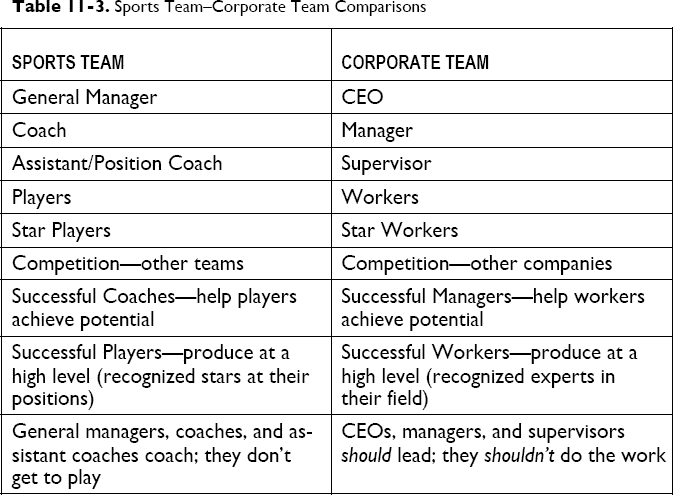 Table 11-3. Sports Team–Corporate Team Comparisons
SPORTS TEAM
CORPORATE TEAM
General Manager
CEO
Coach
Manager
Assistant/Position Coach
Supervisor
Players
Workers
Star Players
Star Workers
Competition—other teams
Competition—other companies
Successful Coaches—help players
achieve potential
Successful Managers—help workers
achieve potential
Successful Players—produce at a
high level (recognized stars at their
positions)
Successful Workers—produce at a
high level (recognized experts in
their field)
General managers, coaches, and as-
sistant coaches coach; they don't
get to play
CEOs, managers, and supervisors
should lead; they shouldn't do the work